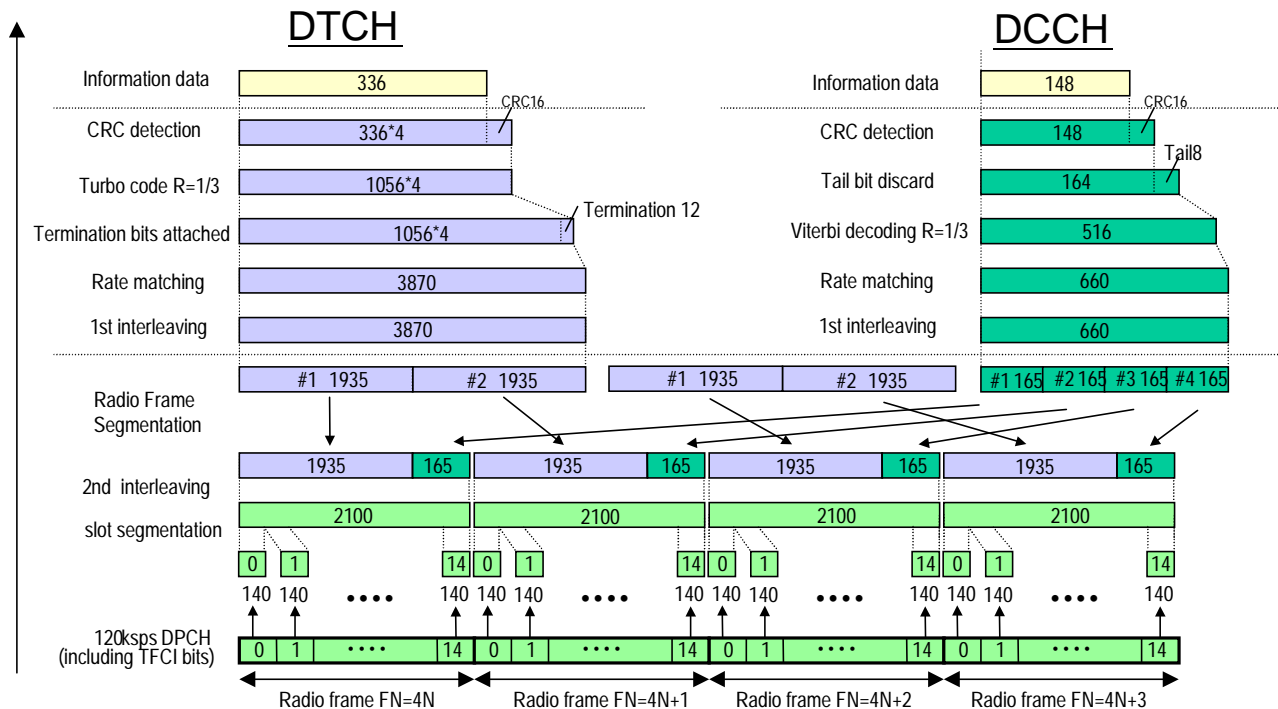 DTCH DCCH
Information data 336 Information data 148
CRC16 CRC16
CRC detection 336*4 CRC detection 148
Tail8
Turbo code R=1/3 1056*4 Tail bit discard 164
Termination 12
Termination bits attached 1056*4 Viterbi decoding R=1/3 516
Rate matching 3870 Rate matching 660
1st interleaving 3870 1st interleaving 660
#1 1935 #2 1935 #1 1935 #2 1935 #1 165 #2 165 #3 165 #4 165
Radio Frame
Segmentation
1935 165 1935 165 1935 165 1935 165
2nd interleaving
slot segmentation 2100 2100 2100 2100
0 1 14 0 1 14 0 1 14 0 1 14
140 140 •••• 140 140 140 •••• 140 140 140 •••• 140 140 140 •••• 140
120ksps DPCH
(including TFCI bits)
0 1 •••• 14 0 1 •••• 14 0 1 •••• 14 0 1 •••• 14
Radio frame FN=4N Radio frame FN=4N+1 Radio frame FN=4N+2 Radio frame FN=4N+3